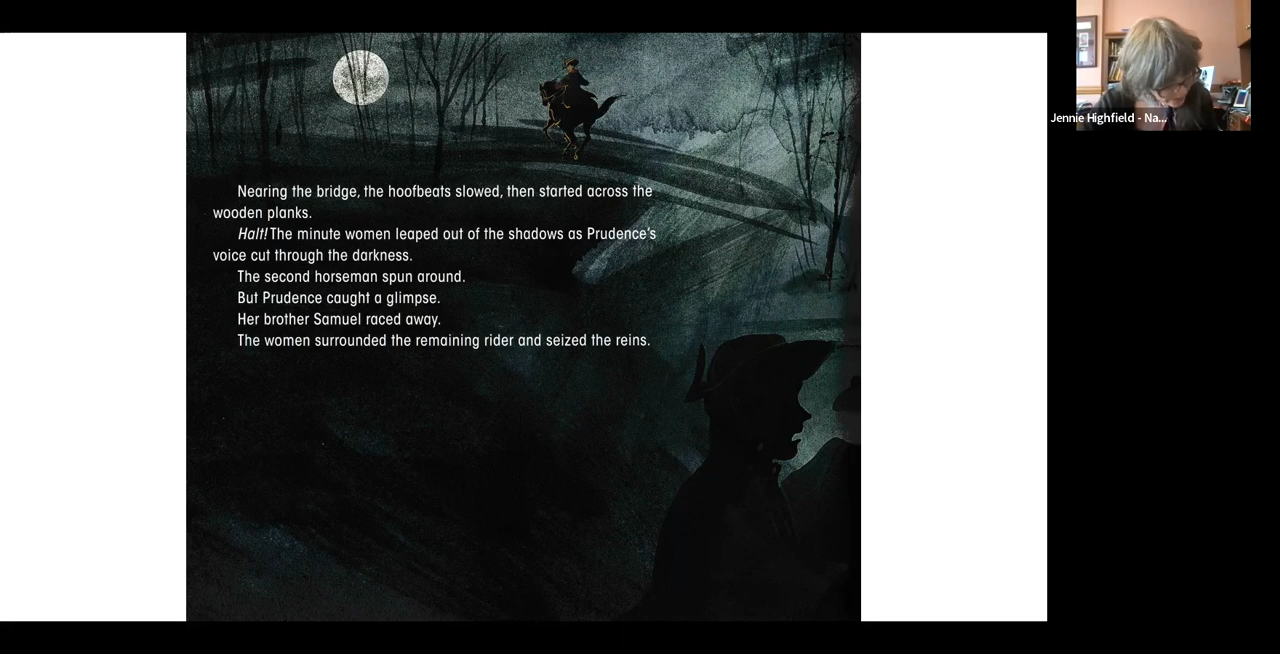 Nearing the bridge, the hoofbeats slowed, then started across the
wooden planks.
Halt! The minute women leaped out of the shadows as Prudence's
voice cut through the darkness.
The second horseman spun around.
But Prudence caught a glimpse.
Her brother Samuel raced away.
The women surrounded the remaining rider and seized the reins.
Jennie Highfield - Na...